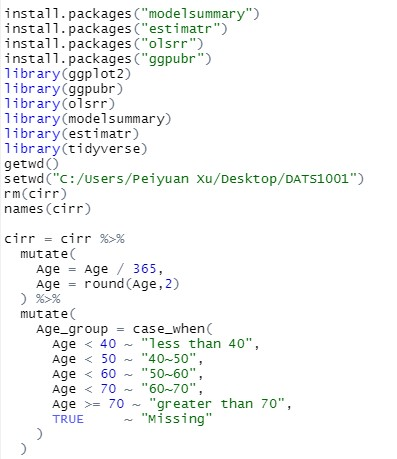 install.packages("modelsummary")
install.packages("estimatr")
install.packages("olsrr")
install.packages("ggpubr")
library(ggplot2)
library(ggpubr)
library(olsrr)
library(modelsummary)
library(estimatr)
library(tidyverse)
getwd()
setwd("C:/Users/Peiyuan Xu/Desktop/DATS1001")
rm(cirr)
names(cirr)

cirr = cirr %>%
  mutate(
    Age = Age / 365,
    Age = round(Age,2)
  ) %>%
  mutate(
    Age_group = case_when(
      Age < 40 ~ "less than 40",
      Age < 50 ~ "40~50",
      Age < 60 ~ "50~60",
      Age < 70 ~ "60~70",
      Age >= 70 ~ "greater than 70",
      TRUE     ~ "Missing"
    )
  )